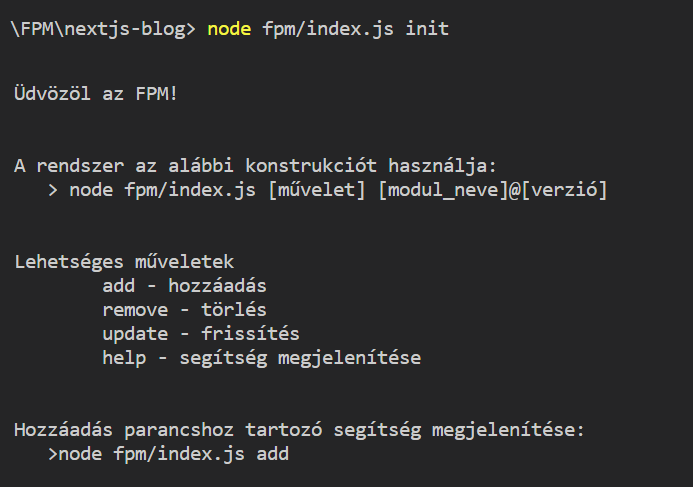 \FPM\nextjs-blog> node fpm/index.js init
Üdvözöl az FPM!
A rendszer az alábbi konstrukciót használja:
> node fpm/index.js [művelet] [modul_neve]@[verzió]
Lehetséges műveletek
add - hozzáadás
remove - törlés
update - frissítés
help - segítség megjelenítése
Hozzáadás parancshoz tartozó segítség megjelenítése:
>node fpm/index.js add